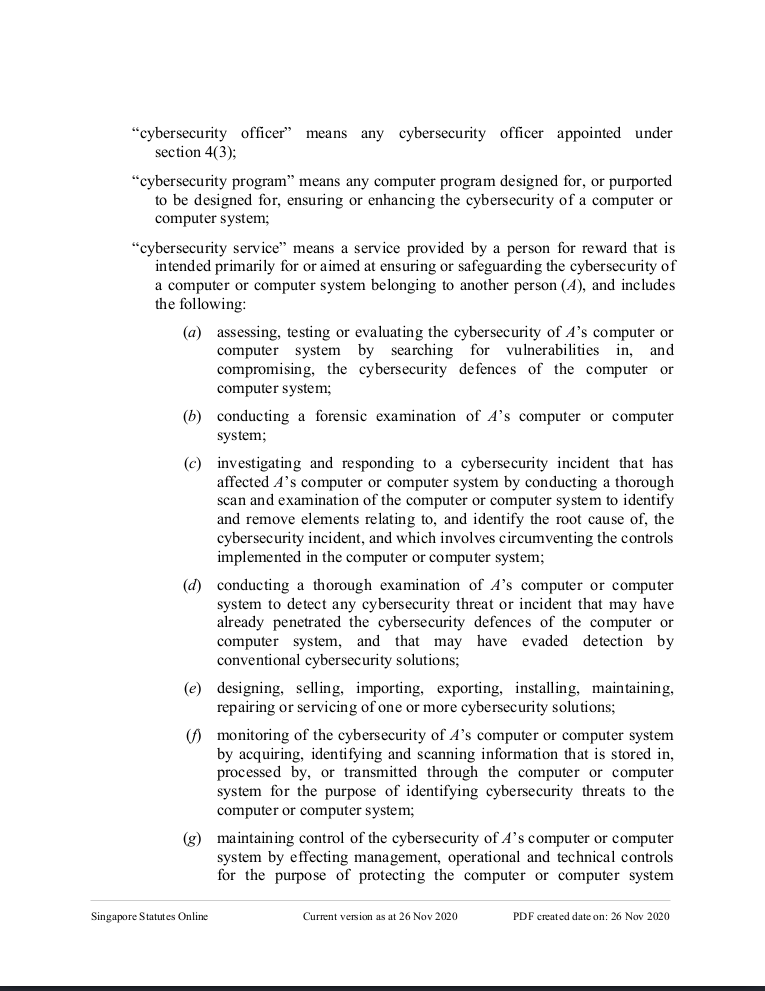 “cybersecurity officer” means any cybersecurity officer appointed under
section 4(3);
“cybersecurity program” means any computer program designed for, or purported
to be designed for, ensuring or enhancing the cybersecurity of a computer or
computer system;
“cybersecurity service” means a service provided by a person for reward that is
intended primarily for or aimed at ensuring or safeguarding the cybersecurity of
a computer or computer system belonging to another person (A), and includes
the following:
(a) assessing, testing or evaluating the cybersecurity of A’s computer or
computer system by searching for vulnerabilities in, and
compromising, the cybersecurity defences of the computer or
computer system;
(b) conducting a forensic examination of A’s computer or computer
system;
(c) investigating and responding to a cybersecurity incident that has
affected A’s computer or computer system by conducting a thorough
scan and examination of the computer or computer system to identify
and remove elements relating to, and identify the root cause of, the
cybersecurity incident, and which involves circumventing the controls
implemented in the computer or computer system;
(d) conducting a thorough examination of A’s computer or computer
system to detect any cybersecurity threat or incident that may have
already penetrated the cybersecurity defences of the computer or
computer system, and that may have evaded detection by
conventional cybersecurity solutions;
(e) designing, selling, importing, exporting, installing, maintaining,
repairing or servicing of one or more cybersecurity solutions;
(f) monitoring of the cybersecurity of A’s computer or computer system
by acquiring, identifying and scanning information that is stored in,
processed by, or transmitted through the computer or computer
system for the purpose of identifying cybersecurity threats to the
computer or computer system;
(g) maintaining control of the cybersecurity of A’s computer or computer
system by effecting management, operational and technical controls
for the purpose of protecting the computer or computer system
Singapore Statutes Online Current version as at 26 Nov 2020 PDF created date on: 26 Nov 2020